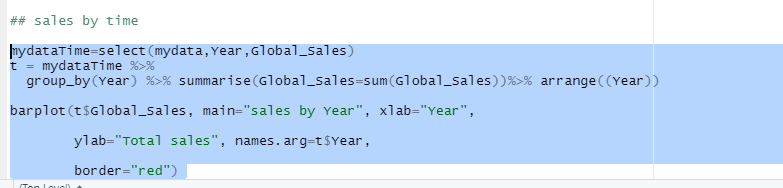 ## sales by time
mydataTime=select(mydata,Year,Global_Sales)
t = mydataTime %>%
group_by(Year) %>% summarise(Global_Sales=sum(Global_Sales))%>% arrange((Year))
barplot(t$Global_Sales, main="sales by Year", xlab="Year",
ylab="Total sales", names.arg=t$Year,
border="red")
(Top Level)